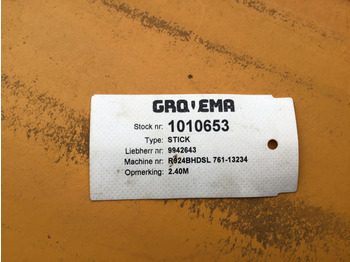 GROVEMA
Stock nr: 1010653
Type: STICK
Liebherr nr: 9942643
Machine nr: R924BHDSL 761-13234
Opmerking: 2.40M